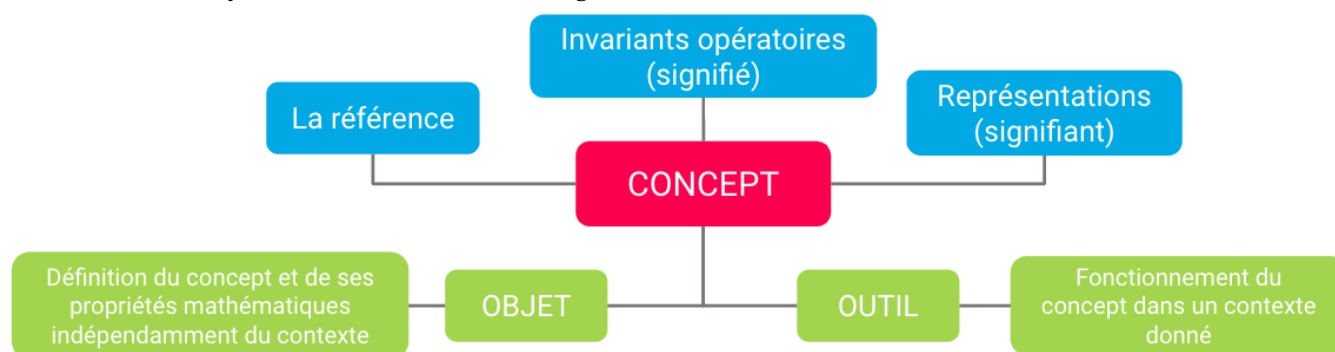 Invariants opératoires
(signifié)
La référence
Représentations
(signifiant)
CONCEPT
Définition du concept et de ses
propriétés mathématiques
indépendamment du contexte
OBJET
OUTIL
Fonctionnement du
concept dans un contexte
donné